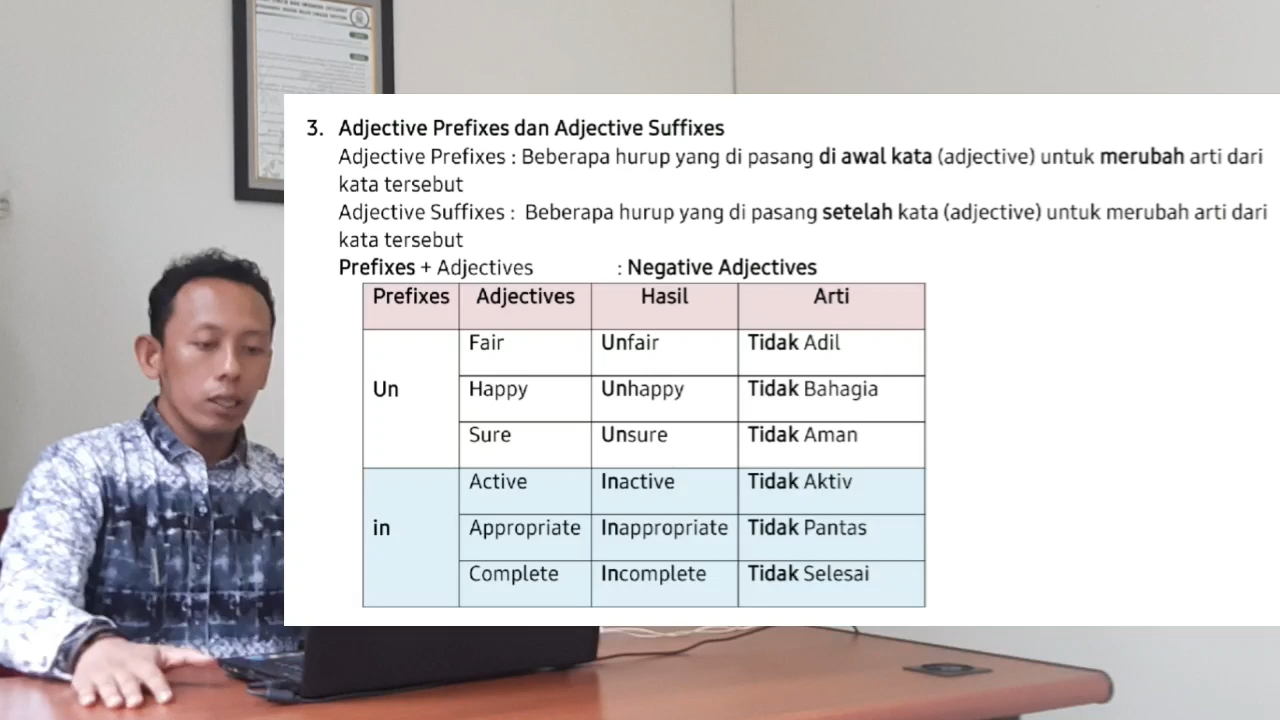 3. Adjective Prefixes dan Adjective Suffixes
Adjective Prefixes : Beberapa hurup yang di pasang di awal kata (adjective) untuk merubah arti dari
kata tersebut
Adjective Suffixes : Beberapa hurup yang di pasang setelah kata (adjective) untuk merubah arti dari
kata tersebut
Prefixes + Adjectives : Negative Adjectives
Prefixes Adjectives Hasil Arti
Fair Unfair Tidak Adil
Un Happy Unhappy Tidak Bahagia
Sure Unsure Tidak Aman
Active Inactive Tidak Aktiv
in Appropriate Inappropriate Tidak Pantas
Complete Incomplete Tidak Selesai